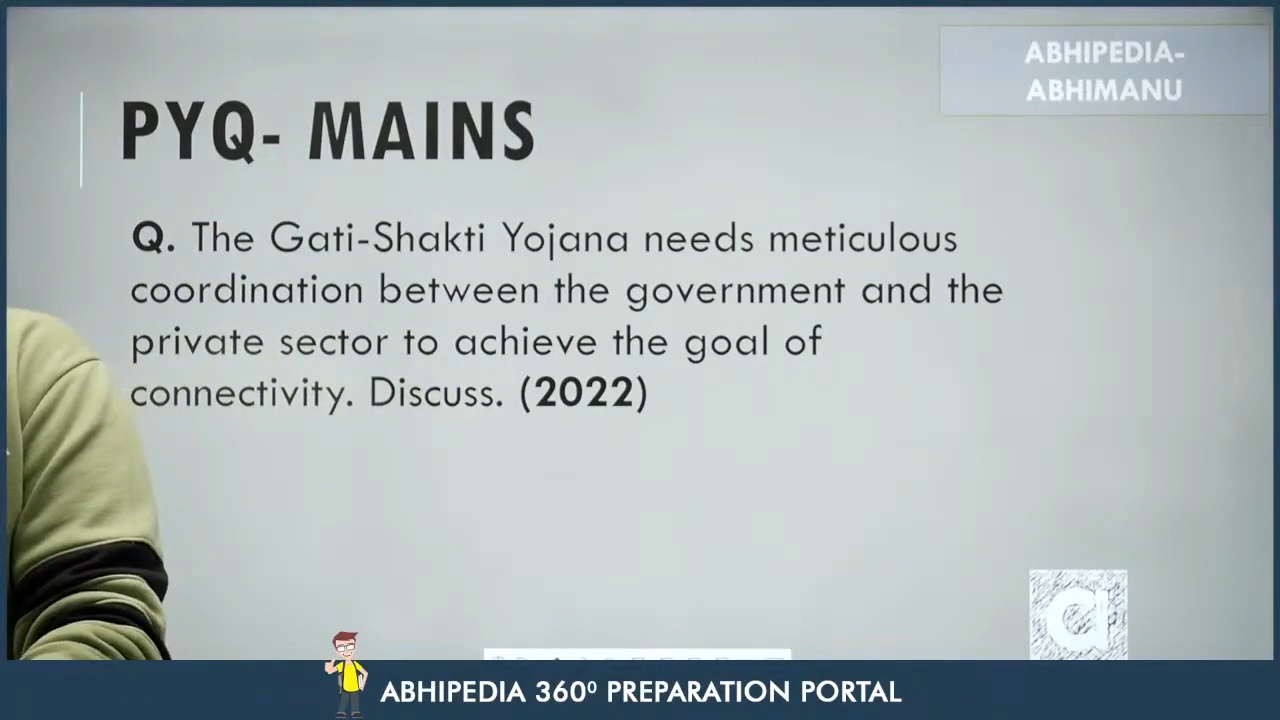 ABHIPEDIA-
ABHIMANU
PYQ- MAINS
Q. The Gati-Shakti Yojana needs meticulous
coordination between the government and the
private sector to achieve the goal of
connectivity. Discuss. (2022)
a
ABHIPEDIA 360⁰ PREPARATION PORTAL